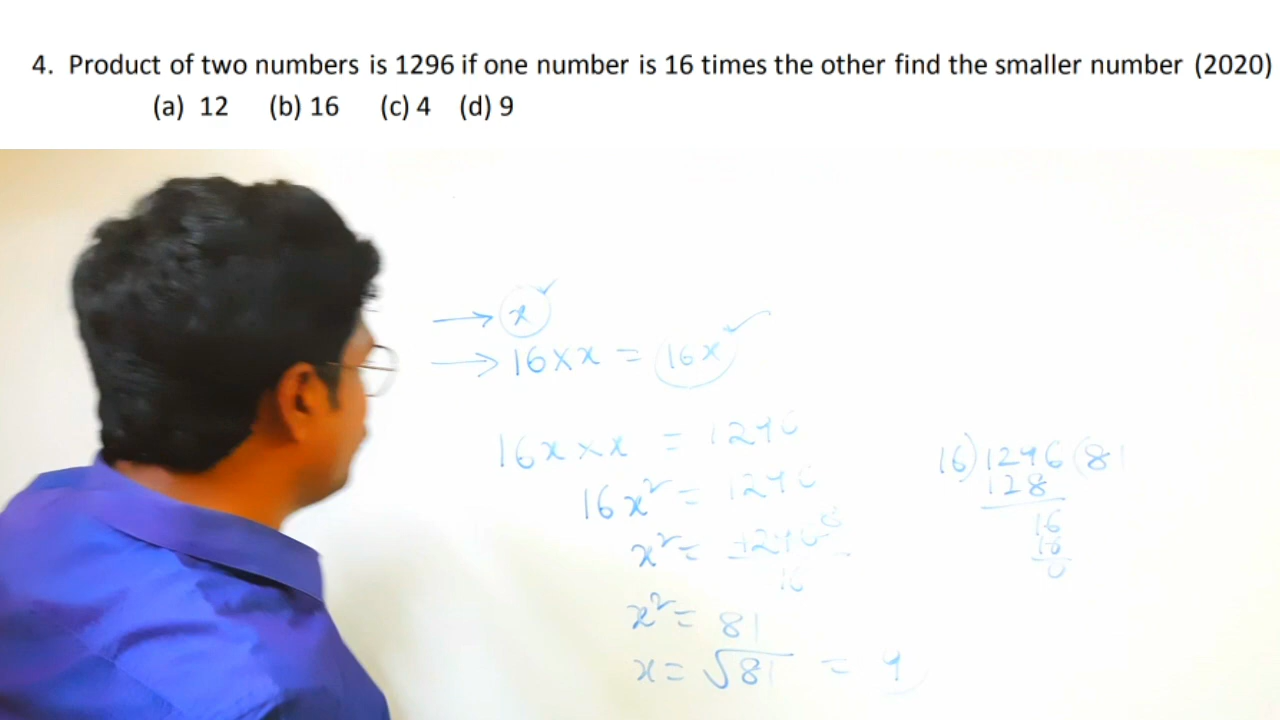 4. Product of two numbers is 1296 if one number is 16 times the other find the smaller number (2020)
(a) 12 (b) 16 (c) 4 (d) 9
→ x ✓
→ 16 × x = 16x ✓
16x × x = 1296
16x² = 1296
x² = 1296
16
x² = 81
x = √81 = 9
16)1296(81
128
16
16
0